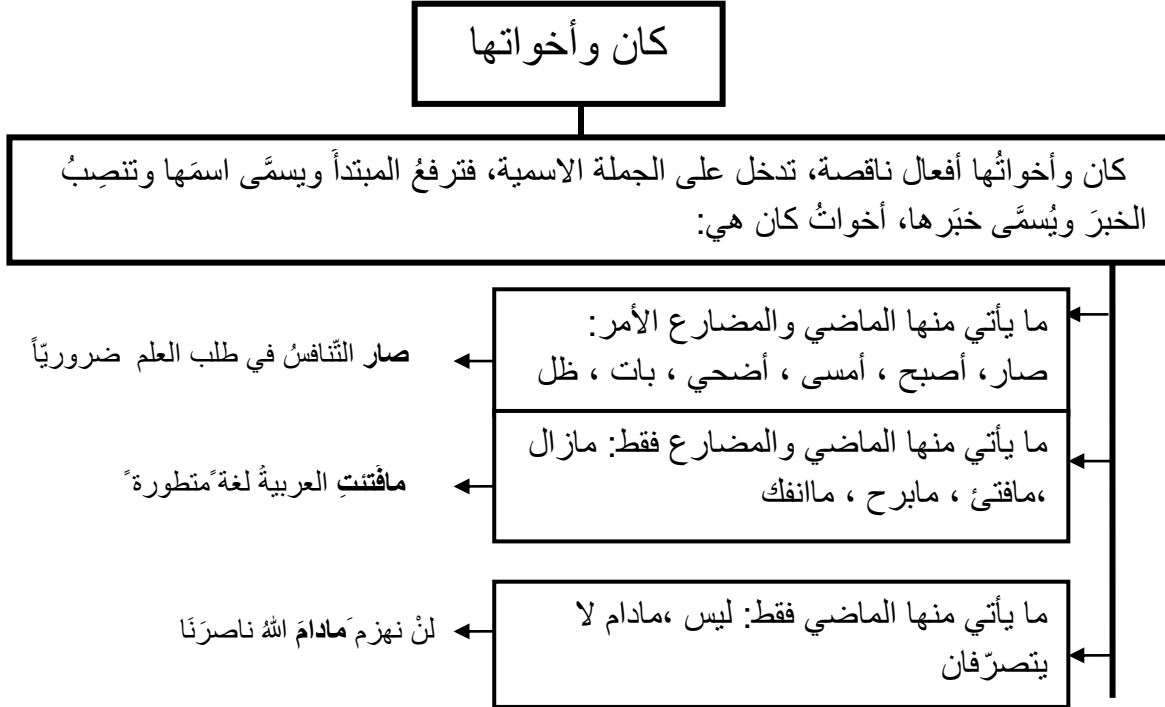 كان وأخواتها
كان وأخواتُها أفعال ناقصة، تدخل على الجملة الاسمية، فترفعُ المبتدأَ ويسمَّى اسمَها وتنصِبُ
الخبرَ ويُسمَّى خبَرها، أخواتُ كان هي:
ما يأتي منها الماضي والمضارع الأمر:
صار، أصبح ، أمسى ، أضحي ، بات ، ظل
صار التّنافسُ في طلب العلم ضروريّاً
ما يأتي منها الماضي والمضارع فقط: مازال
،مافتئ ، مابرح ، ماانفك
مافَتئتِ العربيةُ لغة ًمتطورة ً
ما يأتي منها الماضي فقط: ليس ،مادام لا
يتصرّفان
لنْ نهزم َمادامَ اللهُ ناصرَنَا